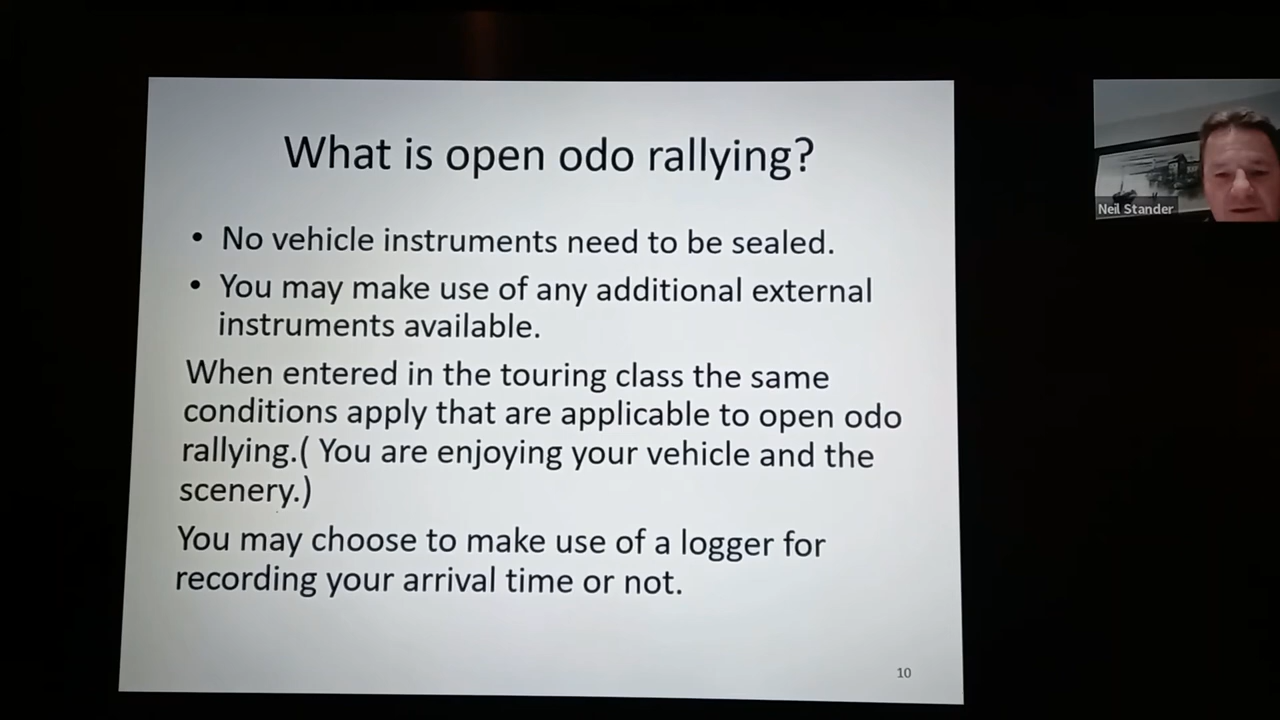 What is open odo rallying?
• No vehicle instruments need to be sealed.
• You may make use of any additional external
instruments available.
When entered in the touring class the same
conditions apply that are applicable to open odo
rallying.( You are enjoying your vehicle and the
scenery.)
You may choose to make use of a logger for
recording your arrival time or not.
10
Neil Stander